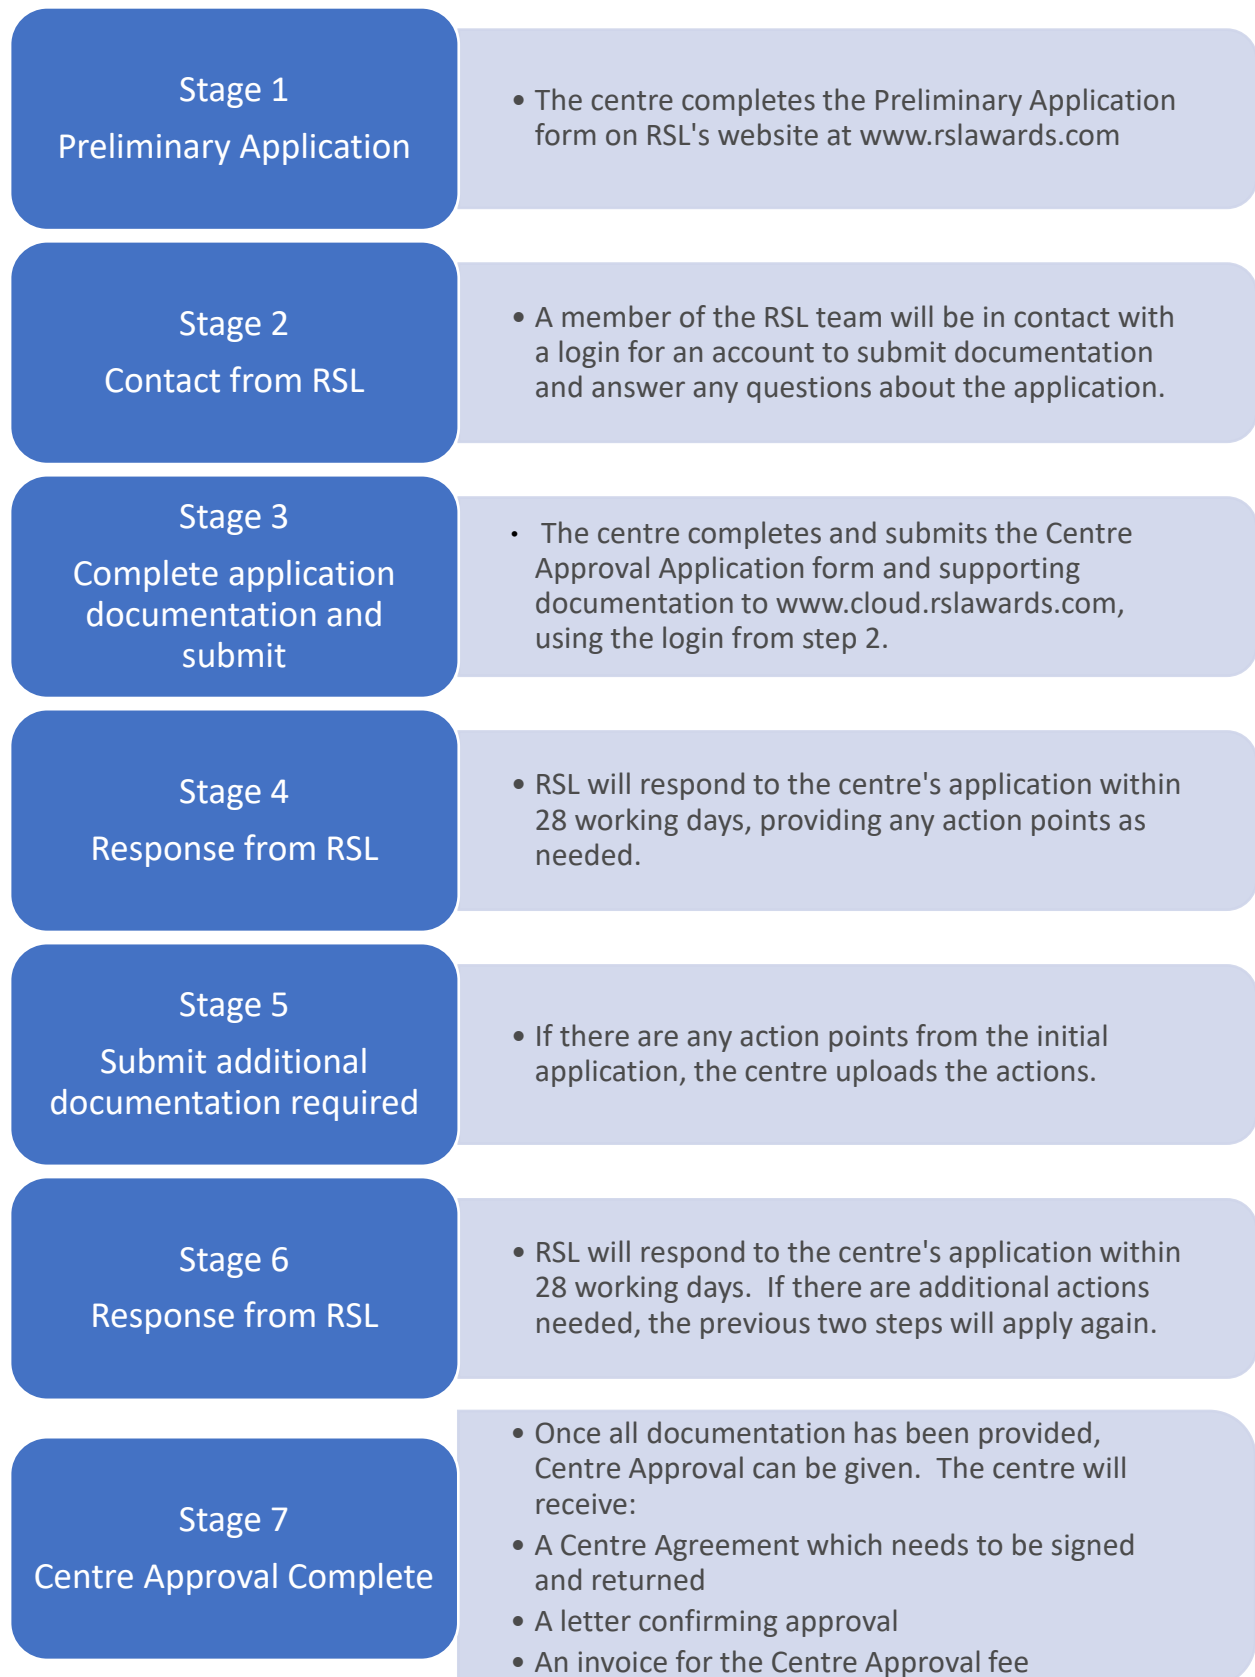 Stage 1
Preliminary Application
• The centre completes the Preliminary Application
form on RSL's website at www.rslawards.com
Stage 2
Contact from RSL
• A member of the RSL team will be in contact with
a login for an account to submit documentation
and answer any questions about the application.
Stage 3
Complete application
documentation and
submit
• The centre completes and submits the Centre
Approval Application form and supporting
documentation to www.cloud.rslawards.com,
using the login from step 2.
Stage 4
Response from RSL
• RSL will respond to the centre's application within
28 working days, providing any action points as
needed.
Stage 5
Submit additional
documentation required
• If there are any action points from the initial
application, the centre uploads the actions.
Stage 6
Response from RSL
• RSL will respond to the centre's application within
28 working days.  If there are additional actions
needed, the previous two steps will apply again.
Stage 7
Centre Approval Complete
• Once all documentation has been provided,
Centre Approval can be given.  The centre will
receive:
• A Centre Agreement which needs to be signed
and returned
• A letter confirming approval
• An invoice for the Centre Approval fee